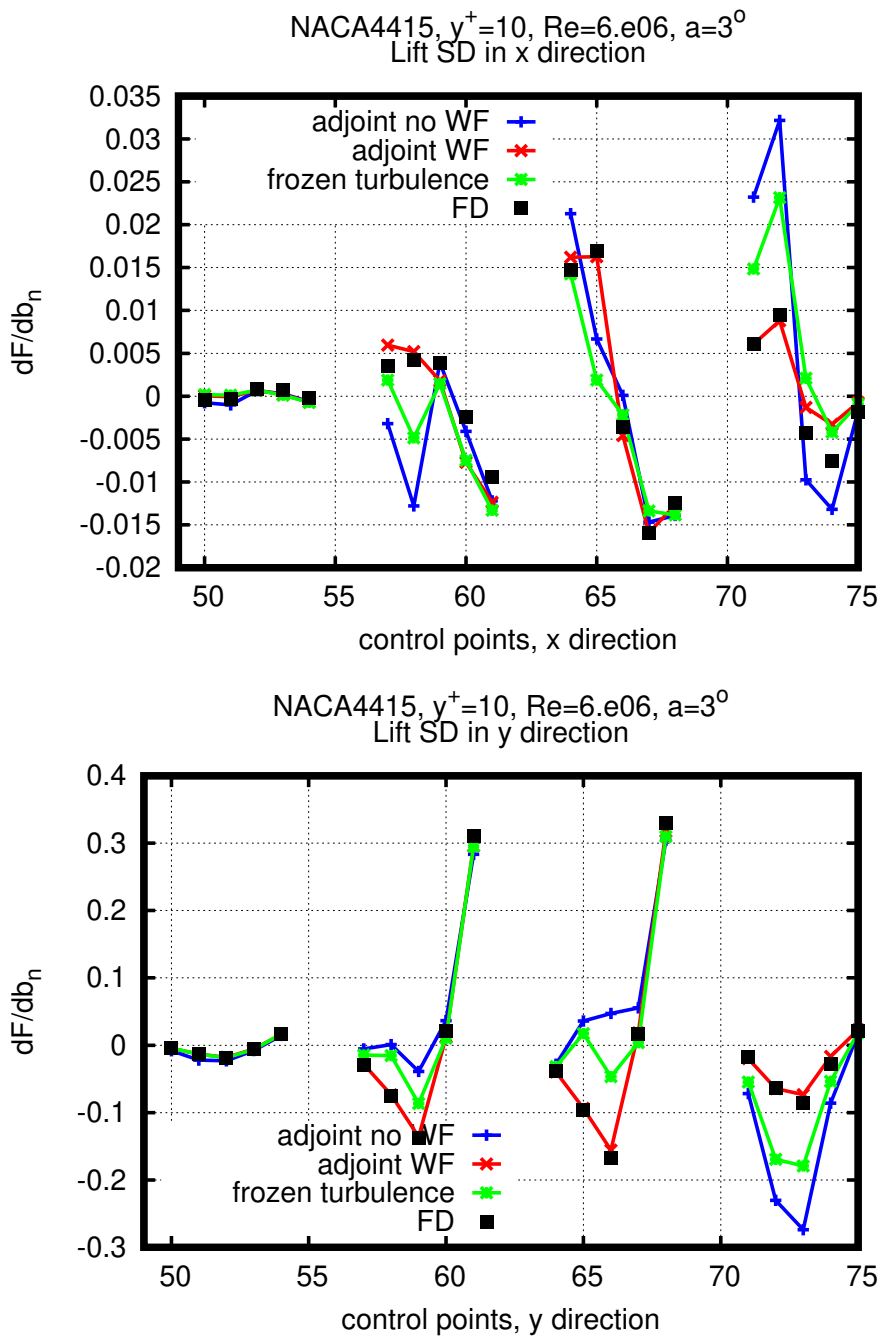 NACA4415, y+=10, Re=6.e06, a=3o
Lift SD in x direction
0.035
0.03
0.025
0.02
0.015
0.01
0.005
0
-0.005
-0.01
-0.015
-0.02
dF/dbn
adjoint no WF
adjoint WF
frozen turbulence
FD
50 55 60 65 70 75
control points, x direction
NACA4415, y+=10, Re=6.e06, a=3o
Lift SD in y direction
0.4
0.3
0.2
0.1
0
-0.1
-0.2
-0.3
dF/dbn
adjoint no WF
adjoint WF
frozen turbulence
FD
50 55 60 65 70 75
control points, y direction